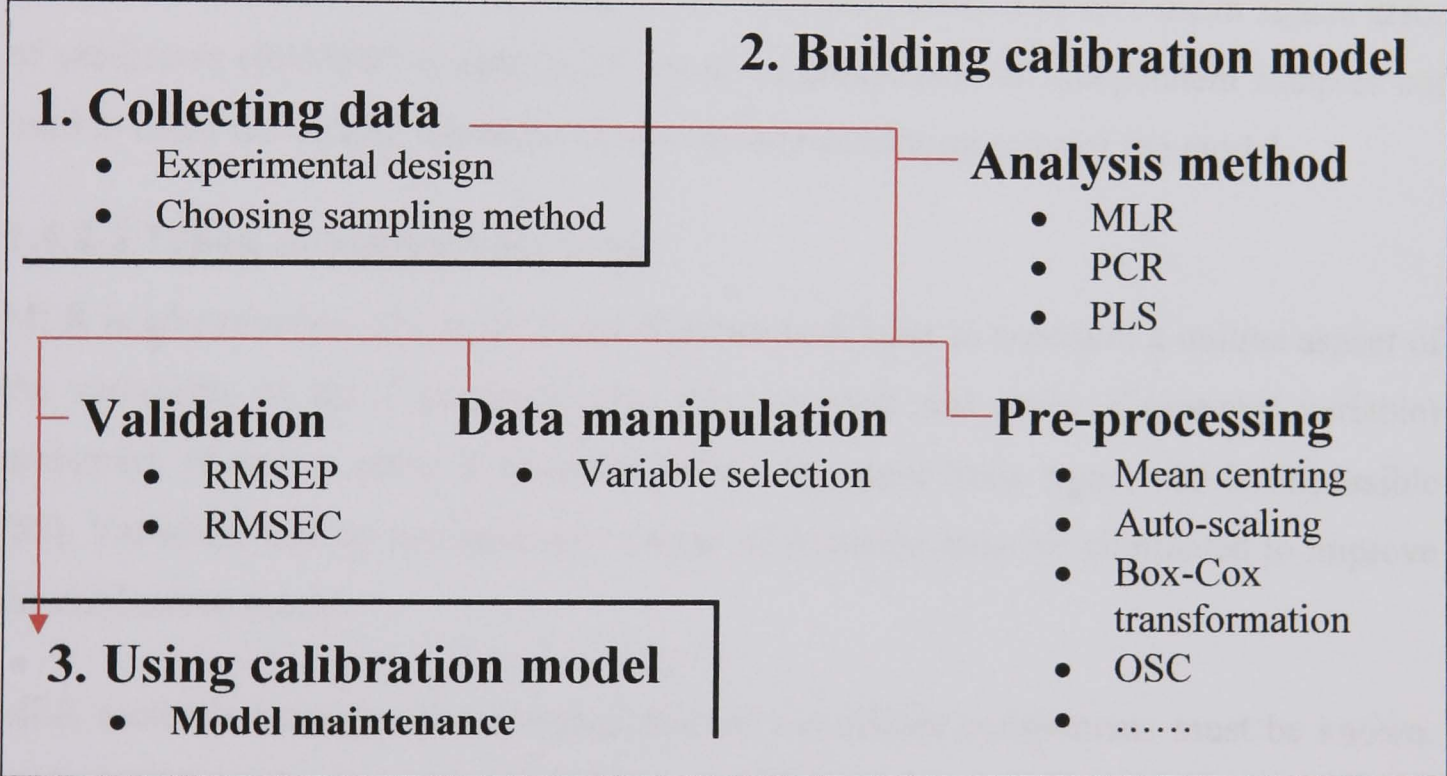 1. Collecting data
• Experimental design
• Choosing sampling method
2. Building calibration model
Analysis method
• MLR
• PCR
• PLS
Validation
• RMSEP
• RMSEC
Data manipulation
• Variable selection
Pre-processing
• Mean centring
• Auto-scaling
• Box-Cox
transformation
• OSC
• …….
3. Using calibration model
• Model maintenance